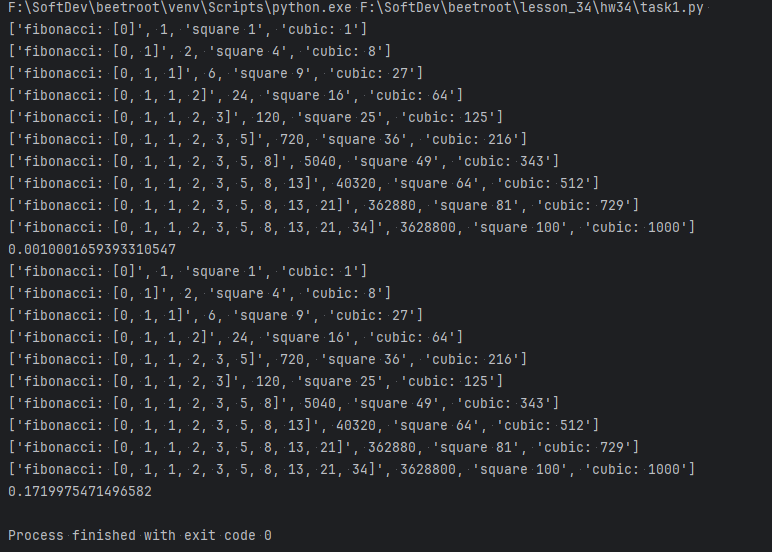 F:\SoftDev\beetroot\venv\Scripts\python.exe F:\SoftDev\beetroot\lesson_34\hw34\task1.py
['fibonacci: [0]', 1, 'square 1', 'cubic: 1']
['fibonacci: [0, 1]', 2, 'square 4', 'cubic: 8']
['fibonacci: [0, 1, 1]', 6, 'square 9', 'cubic: 27']
['fibonacci: [0, 1, 1, 2]', 24, 'square 16', 'cubic: 64']
['fibonacci: [0, 1, 1, 2, 3]', 120, 'square 25', 'cubic: 125']
['fibonacci: [0, 1, 1, 2, 3, 5]', 720, 'square 36', 'cubic: 216']
['fibonacci: [0, 1, 1, 2, 3, 5, 8]', 5040, 'square 49', 'cubic: 343']
['fibonacci: [0, 1, 1, 2, 3, 5, 8, 13]', 40320, 'square 64', 'cubic: 512']
['fibonacci: [0, 1, 1, 2, 3, 5, 8, 13, 21]', 362880, 'square 81', 'cubic: 729']
['fibonacci: [0, 1, 1, 2, 3, 5, 8, 13, 21, 34]', 3628800, 'square 100', 'cubic: 1000']
0.0010001659393310547
['fibonacci: [0]', 1, 'square 1', 'cubic: 1']
['fibonacci: [0, 1]', 2, 'square 4', 'cubic: 8']
['fibonacci: [0, 1, 1]', 6, 'square 9', 'cubic: 27']
['fibonacci: [0, 1, 1, 2]', 24, 'square 16', 'cubic: 64']
['fibonacci: [0, 1, 1, 2, 3, 5]', 720, 'square 36', 'cubic: 216']
['fibonacci: [0, 1, 1, 2, 3]', 120, 'square 25', 'cubic: 125']
['fibonacci: [0, 1, 1, 2, 3, 5, 8]', 5040, 'square 49', 'cubic: 343']
['fibonacci: [0, 1, 1, 2, 3, 5, 8, 13]', 40320, 'square 64', 'cubic: 512']
['fibonacci: [0, 1, 1, 2, 3, 5, 8, 13, 21]', 362880, 'square 81', 'cubic: 729']
['fibonacci: [0, 1, 1, 2, 3, 5, 8, 13, 21, 34]', 3628800, 'square 100', 'cubic: 1000']
0.1719975471496582
Process finished with exit code 0